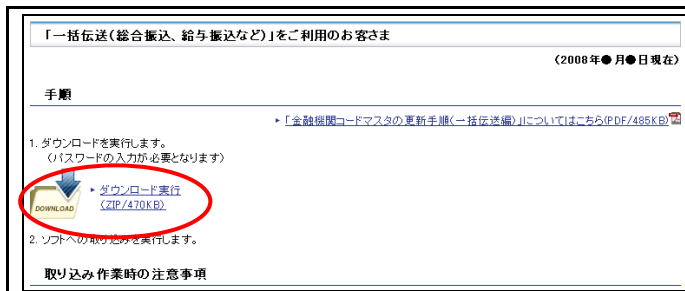 「一括伝送(総合振込、給与振込など)」をご利用のお客さま
(2008年●月●日現在)
手順
「金融機関コードマスタの更新手順(一括伝送編)」についてはこちら(PDF/485KB)
1. ダウンロードを実行します。
(パスワードの入力が必要となります)
DOWNLOAD
ダウンロード実行
(ZIP/470KB)
2. ソフトへの取り込みを実行します。
取り込み作業時の注意事項